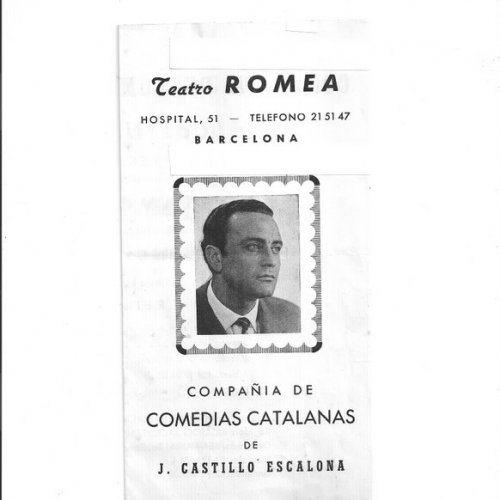 Teatro ROMEA
HOSPITAL, 51 — TELEFONO 21 51 47
BARCELONA
COMPAÑIA DE
COMEDIAS CATALANAS
DE
J. CASTILLO ESCALONA